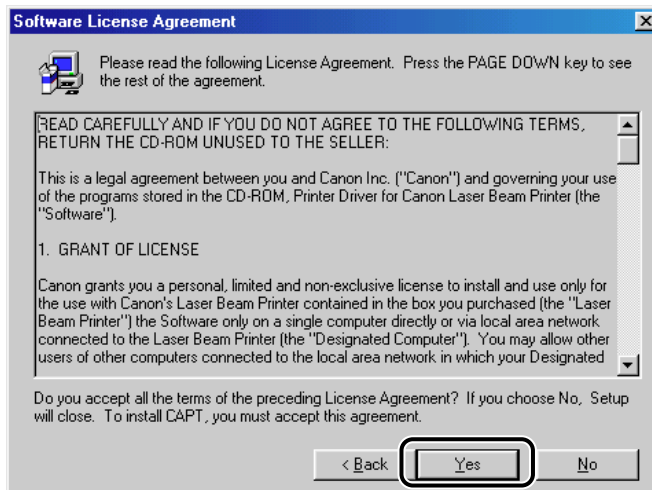 Software License Agreement
Please read the following License Agreement. Press the PAGE DOWN key to see
the rest of the agreement.
READ CAREFULLY AND IF YOU DO NOT AGREE TO THE FOLLOWING TERMS,
RETURN THE CD-ROM UNUSED TO THE SELLER:
This is a legal agreement between you and Canon Inc. ("Canon") and governing your use
of the programs stored in the CD-ROM, Printer Driver for Canon Laser Beam Printer (the
"Software").
1. GRANT OF LICENSE
Canon grants you a personal, limited and non-exclusive license to install and use only for
the use with Canon's Laser Beam Printer contained in the box you purchased (the "Laser
Beam Printer") the Software only on a single computer directly or via local area network
connected to the Laser Beam Printer (the "Designated Computer"). You may allow other
users of other computers connected to the local area network in which your Designated
Do you accept all the terms of the preceding License Agreement? If you choose No, Setup
will close. To install CAPT, you must accept this agreement.
< Back Yes No